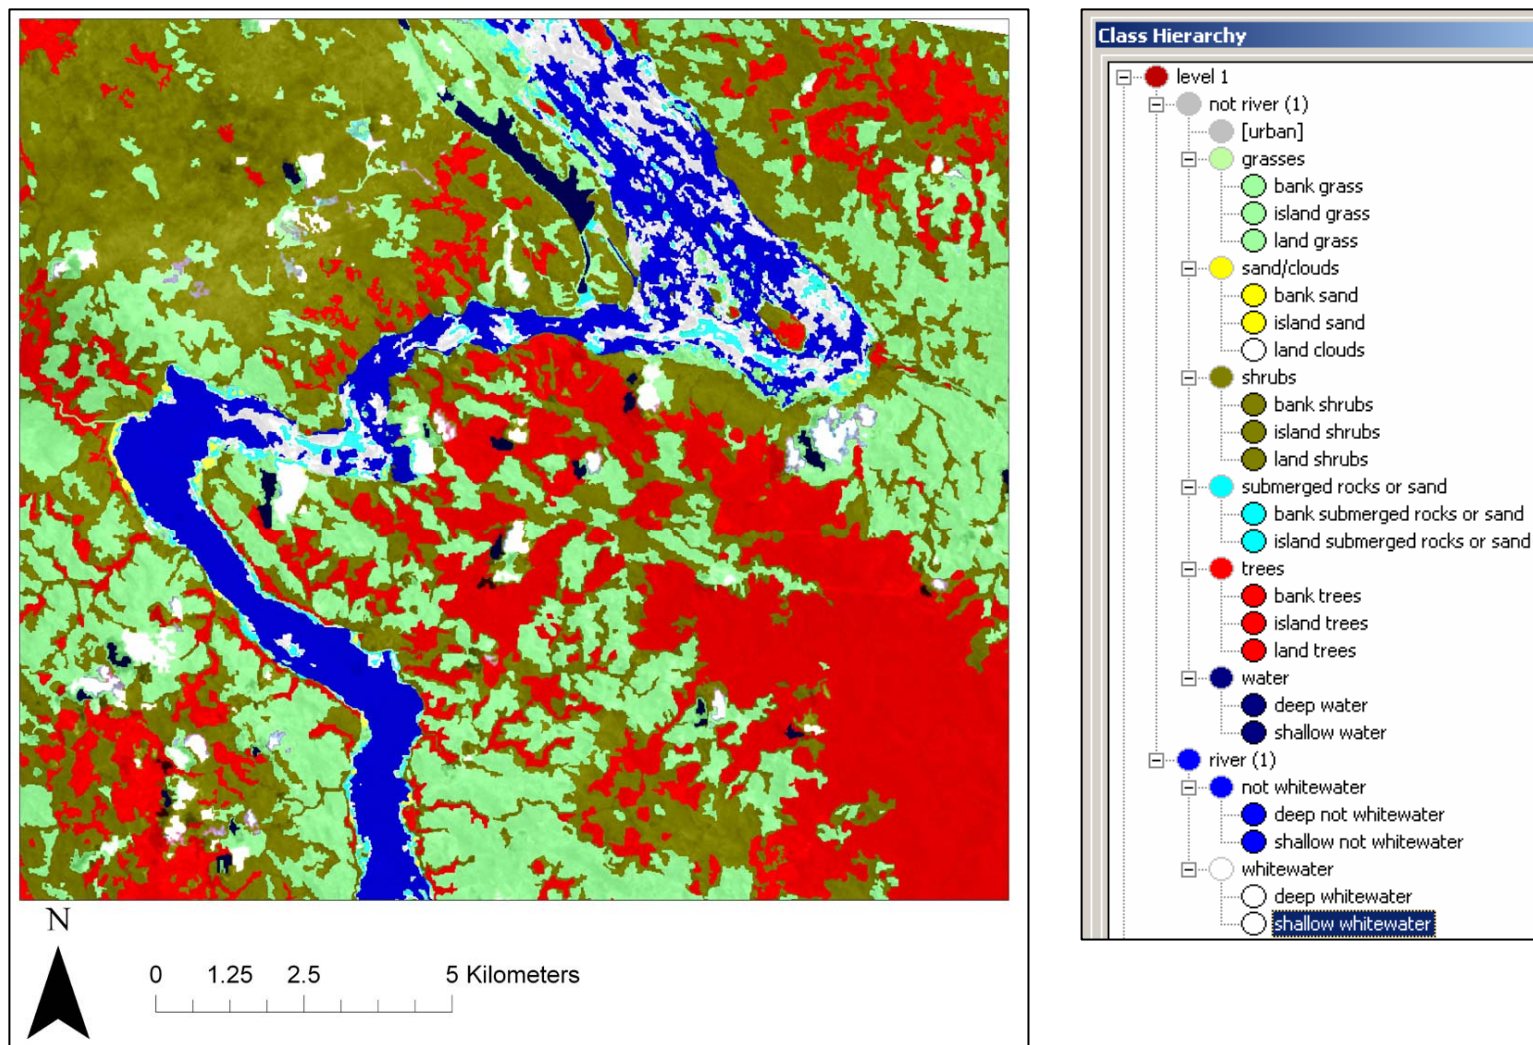 N
0 1.25 2.5 5 Kilometers
Class Hierarchy
level 1
not river (1)
[urban]
grasses
bank grass
island grass
land grass
sand/clouds
bank sand
island sand
land clouds
shrubs
bank shrubs
island shrubs
land shrubs
submerged rocks or sand
bank submerged rocks or sand
island submerged rocks or sand
trees
bank trees
island trees
land trees
water
deep water
shallow water
river (1)
not whitewater
deep not whitewater
shallow not whitewater
whitewater
deep whitewater
shallow whitewater